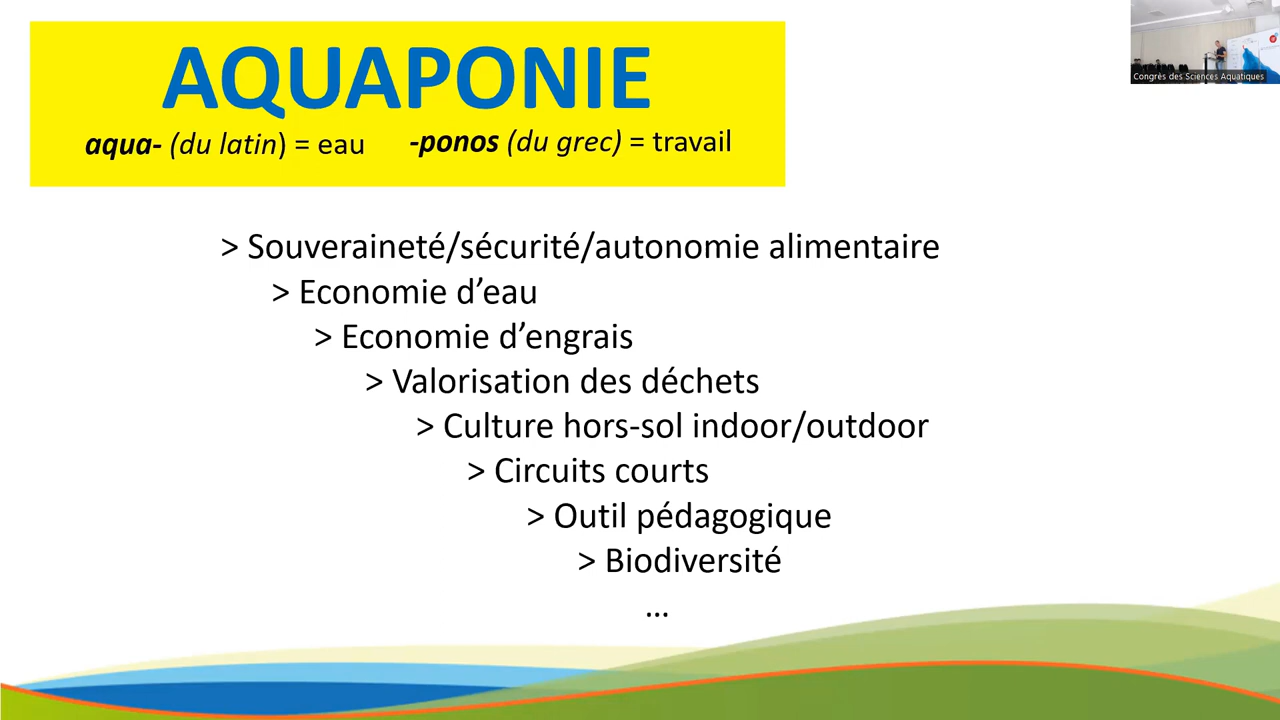 AQUAPONIE
aqua- (du latin) = eau -ponos (du grec) = travail
> Souveraineté/sécurité/autonomie alimentaire
> Economie d’eau
> Economie d’engrais
> Valorisation des déchets
> Culture hors-sol indoor/outdoor
> Circuits courts
> Outil pédagogique
> Biodiversité
...
Congrès des Sciences Aquatiques